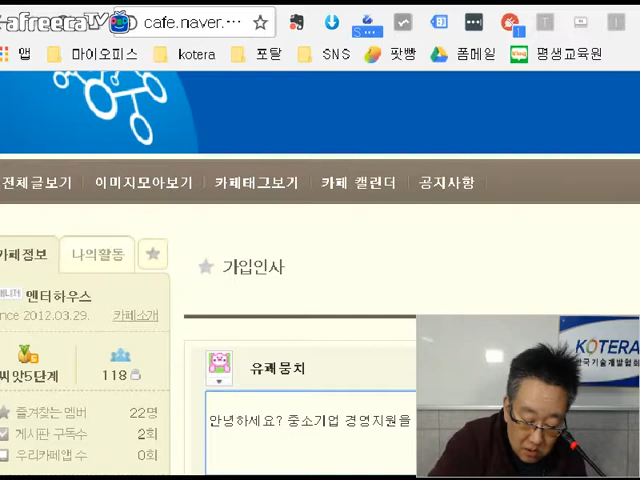 afreecaTV cafe.naver.···
앱 마이오피스 kotera 포탈 SNS 팟빵 폼메일 평생교육원
전체글보기 이미지모아보기 카페태그보기 카페 캘린더 공지사항
카페정보 나의활동
가입인사
멘터하우스
nce 2012.03.29. 카페소개
씨앗5단계 118
유쾌뭉치
즐겨찾는 멤버 22명
게시판 구독수 2회
우리카페앱 수 0회
안녕하세요? 중소기업 경영지원을
KOTERA
한국기술개발협회